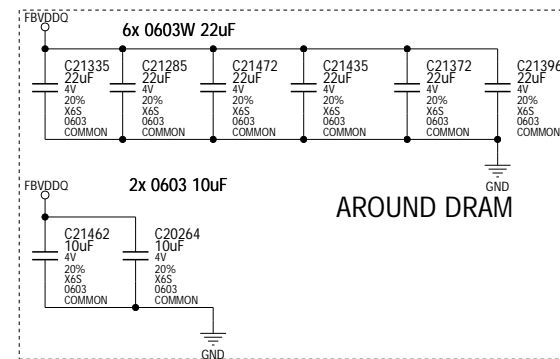 FBVDDQ
6x 0603W 22uF
C21335
22uF
4V
20%
X6S
0603
COMMON
C21285
22uF
4V
20%
X6S
0603
COMMON
C21472
22uF
4V
20%
X6S
0603
COMMON
C21435
22uF
4V
20%
X6S
0603
COMMON
C21372
22uF
4V
20%
X6S
0603
COMMON
C21396
22uF
4V
20%
X6S
0603
COMMON
GND
FBVDDQ
2x 0603 10uF
AROUND DRAM
C21462
10uF
4V
20%
X6S
0603
COMMON
C20264
10uF
4V
20%
X6S
0603
COMMON
GND